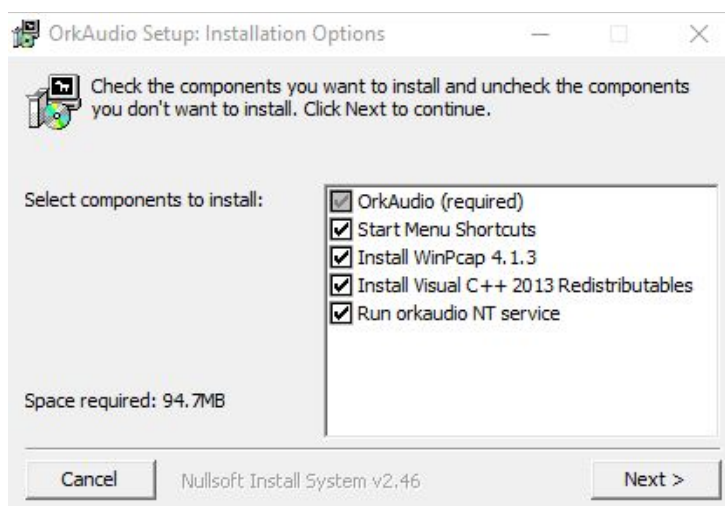 OrkAudio Setup: Installation Options
Check the components you want to install and uncheck the components
you don't want to install. Click Next to continue.
Select components to install:
OrkAudio (required)
Start Menu Shortcuts
Install WinPcap 4.1.3
Install Visual C++ 2013 Redistributables
Run orkaudio NT service
Space required: 94.7MB
Cancel
Nullsoft Install System v2.46
Next >